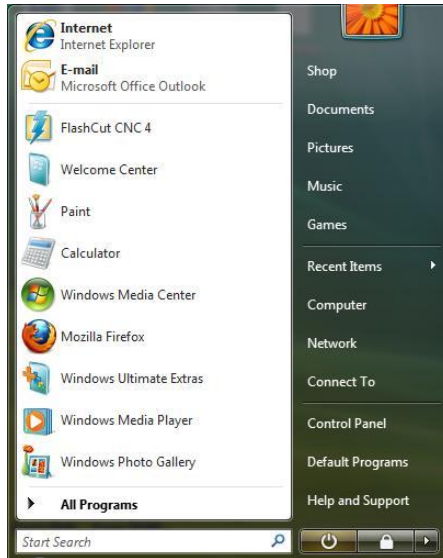 Internet
Internet Explorer
E-mail
Microsoft Office Outlook
FlashCut CNC 4
Welcome Center
Paint
Calculator
Windows Media Center
Mozilla Firefox
Windows Ultimate Extras
Windows Media Player
Windows Photo Gallery
All Programs
Start Search
Shop
Documents
Pictures
Music
Games
Recent Items
Computer
Network
Connect To
Control Panel
Default Programs
Help and Support